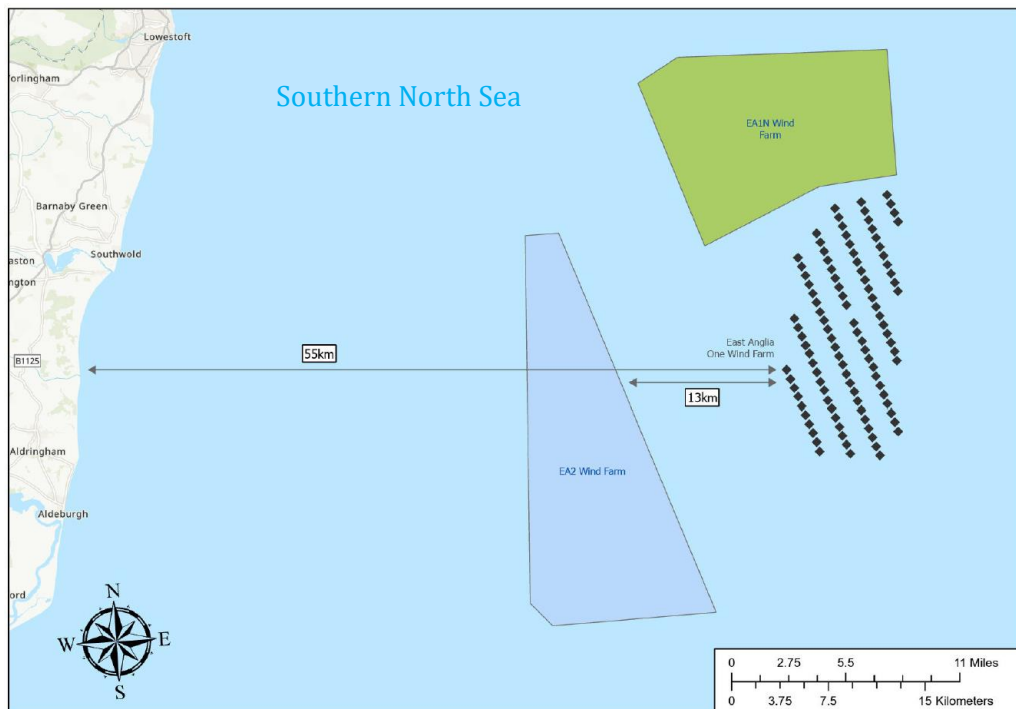 Lowestoft
orlingham
Southern North Sea
EA1N Wind
Farm
Barnaby Green
Southwold
aston
ngton
B1125
55km
East Anglia
One Wind Farm
13km
Aldringham
EA2 Wind Farm
Aldeburgh
ord
N
W
E
S
0 2.75 5.5 11 Miles
0 3.75 7.5 15 Kilometers